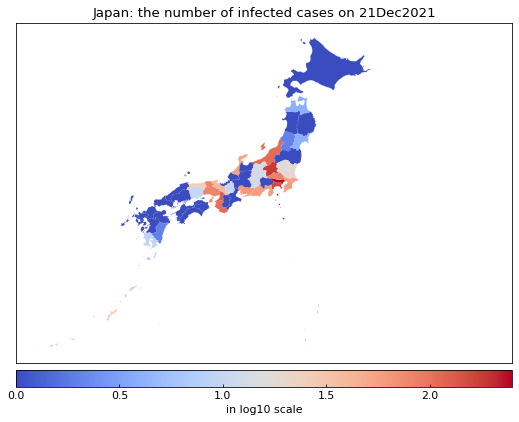 Japan: the number of infected cases on 21Dec2021
0.0 0.5 1.0 1.5 2.0
in log10 scale